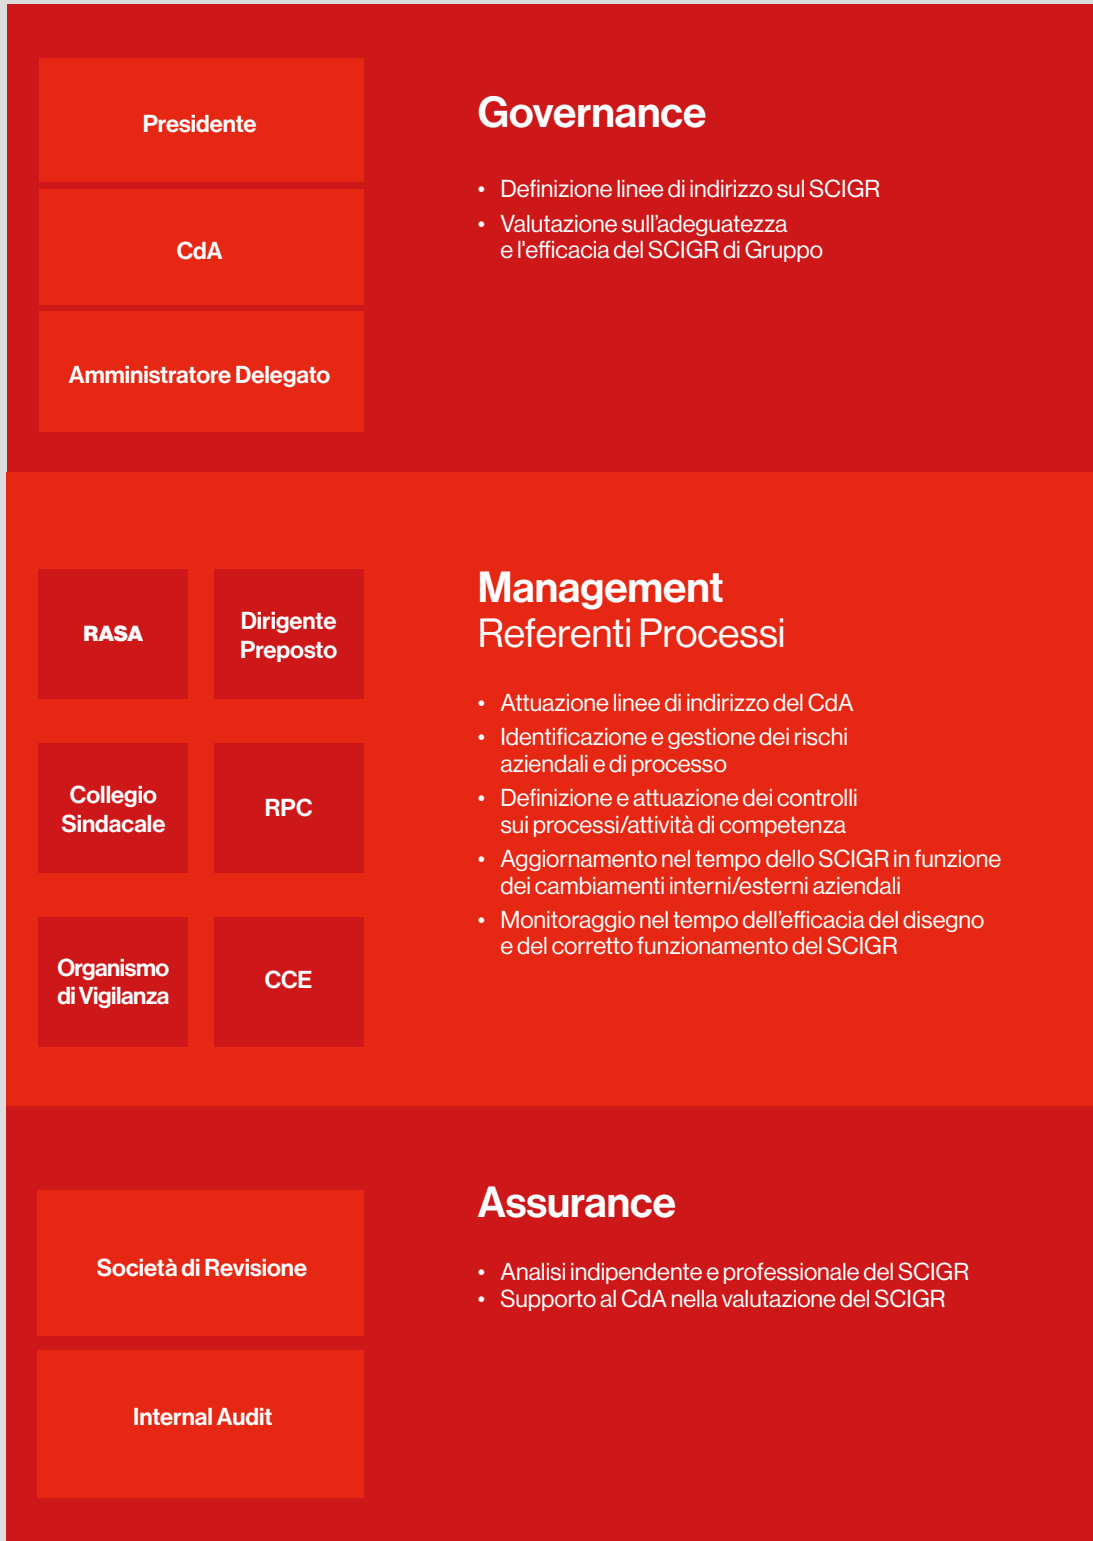 Presidente
CdA
Amministratore Delegato
Governance
• Definizione linee di indirizzo sul SCIGR
• Valutazione sull’adeguatezza
e l'efficacia del SCIGR di Gruppo
RASA
Dirigente
Preposto
Collegio
Sindacale
RPC
Organismo
di Vigilanza
CCE
Management
Referenti Processi
• Attuazione linee di indirizzo del CdA
• Identificazione e gestione dei rischi
aziendali e di processo
• Definizione e attuazione dei controlli
sui processi/attività di competenza
• Aggiornamento nel tempo dello SCIGR in funzione
dei cambiamenti interni/esterni aziendali
• Monitoraggio nel tempo dell’efficacia del disegno
e del corretto funzionamento del SCIGR
Società di Revisione
Internal Audit
Assurance
• Analisi indipendente e professionale del SCIGR
• Supporto al CdA nella valutazione del SCIGR